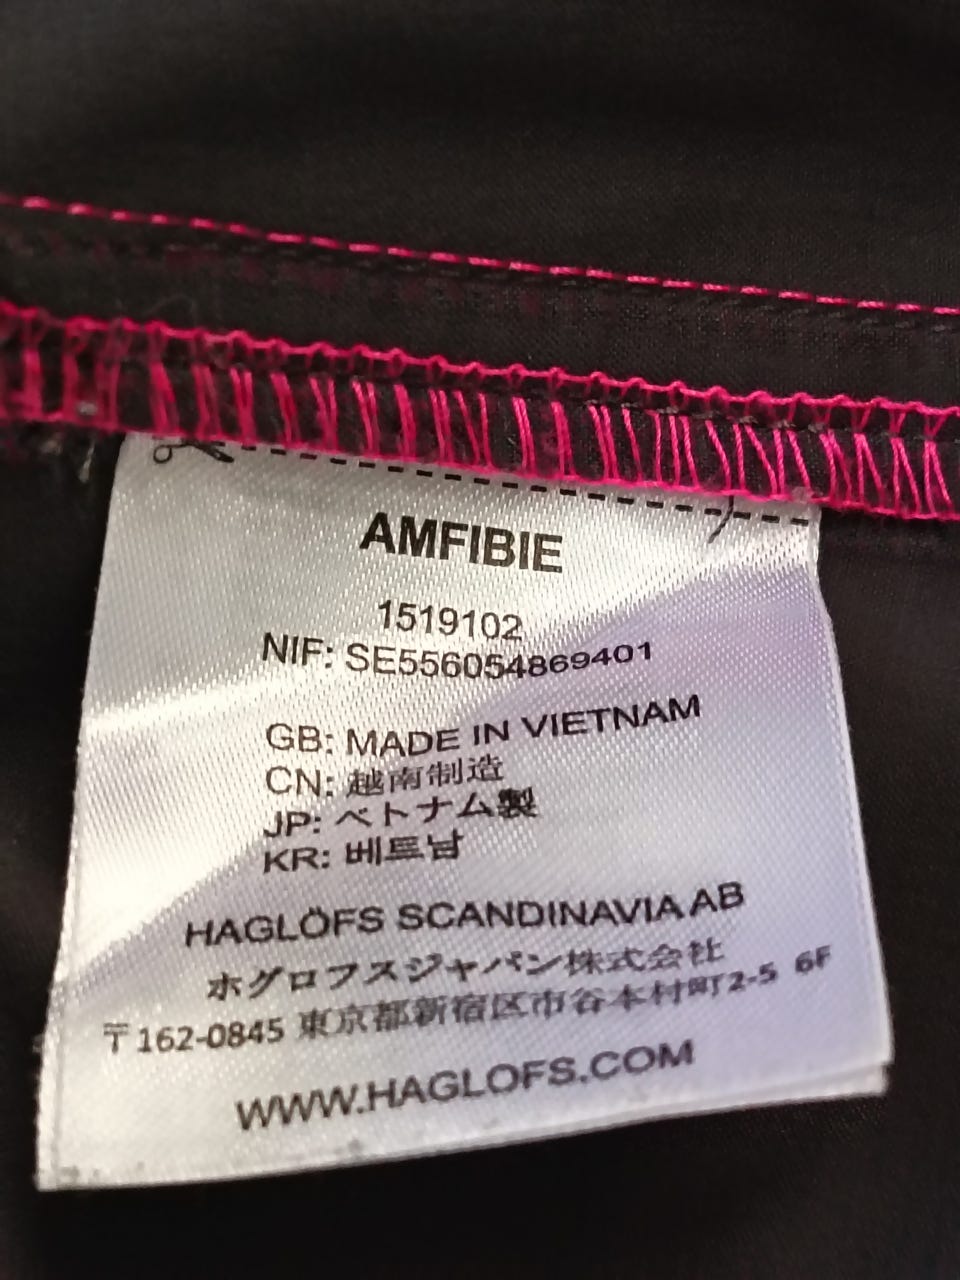 AMFIBIE
1519102
NIF: SE556054869401
GB: MADE IN VIETNAM
CN: 越南制造
JP: ベトナム製
KR: 베트남
HAGLÖFS SCANDINAVIA AB
ホグロフスジャパン株式会社
〒162-0845 東京都新宿区市谷本村町2-5 6F
WWW.HAGLOFS.COM